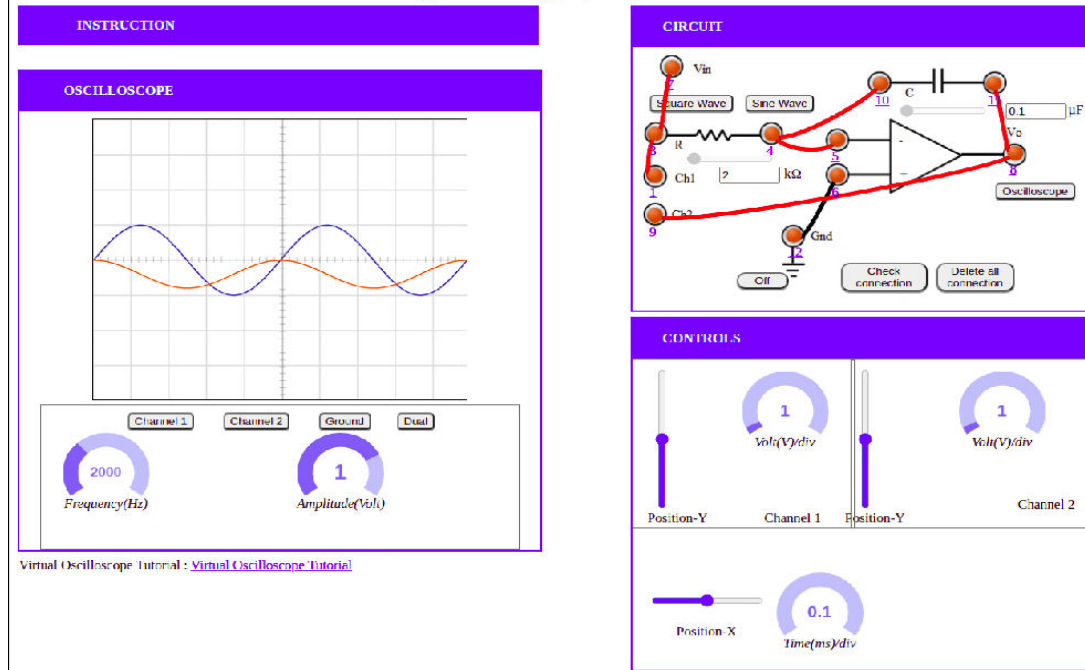 INSTRUCTION
OSCILLOSCOPE
Channel 1 Channel 2 Ground Dual
2000 1
Frequency(Hz) Amplitude(Volt)
Virtual Oscilloscope Tutorial : Virtual Oscilloscope Tutorial
CIRCUIT
Vin
7
10 C 11
Square Wave Sine Wave
0.1 μF
3 R 4 5 - Vo
8
Ch1 2 kΩ + 
1 6 Oscilloscope
Ch2
9 Gnd
12
Off Check connection Delete all connection
CONTROLS
1 1
Volt(V)/div Volt(V)/div
Position-Y Channel 1 Position-Y Channel 2
0.1
Position-X Time(ms)/div